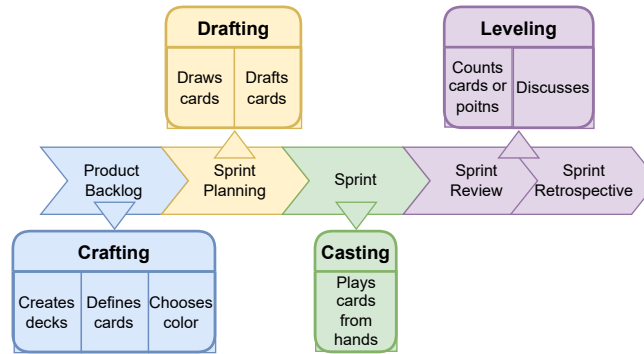 Drafting
Draws
cards
Drafts
cards
Leveling
Counts
cards or
poitns
Discusses
Product
Backlog
Sprint
Planning
Sprint
Sprint
Review
Sprint
Retrospective
Crafting
Creates
decks
Defines
cards
Chooses
color
Casting
Plays
cards
from
hands